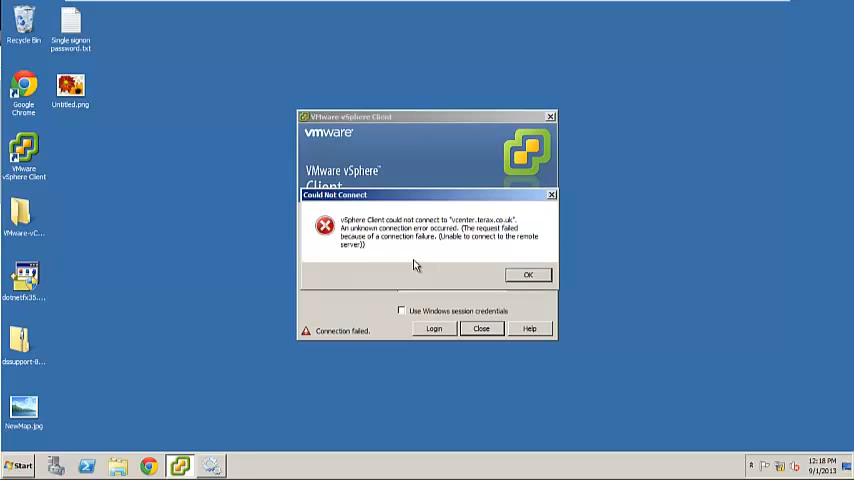 Recycle Bin
Single signon
password.txt
Google
Chrome
Untitled.png
VMware
vSphere Client
VMware-vC...
dotnetfx35....
dssupport-8...
NewMap.jpg
VMware vSphere Client
vmware
VMware vSphere™
Client
Could Not Connect
vSphere Client could not connect to "vcenter.terax.co.uk".
An unknown connection error occurred. (The request failed
because of a connection failure. (Unable to connect to the remote
server))
OK
Use Windows session credentials
Connection failed.
Login
Close
Help
Start
12:18 PM
9/1/2013